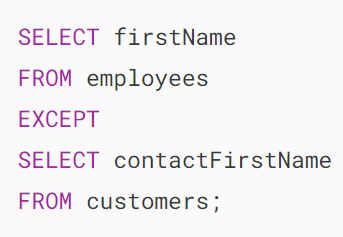 SELECT firstName
FROM employees
EXCEPT
SELECT contactFirstName
FROM customers;